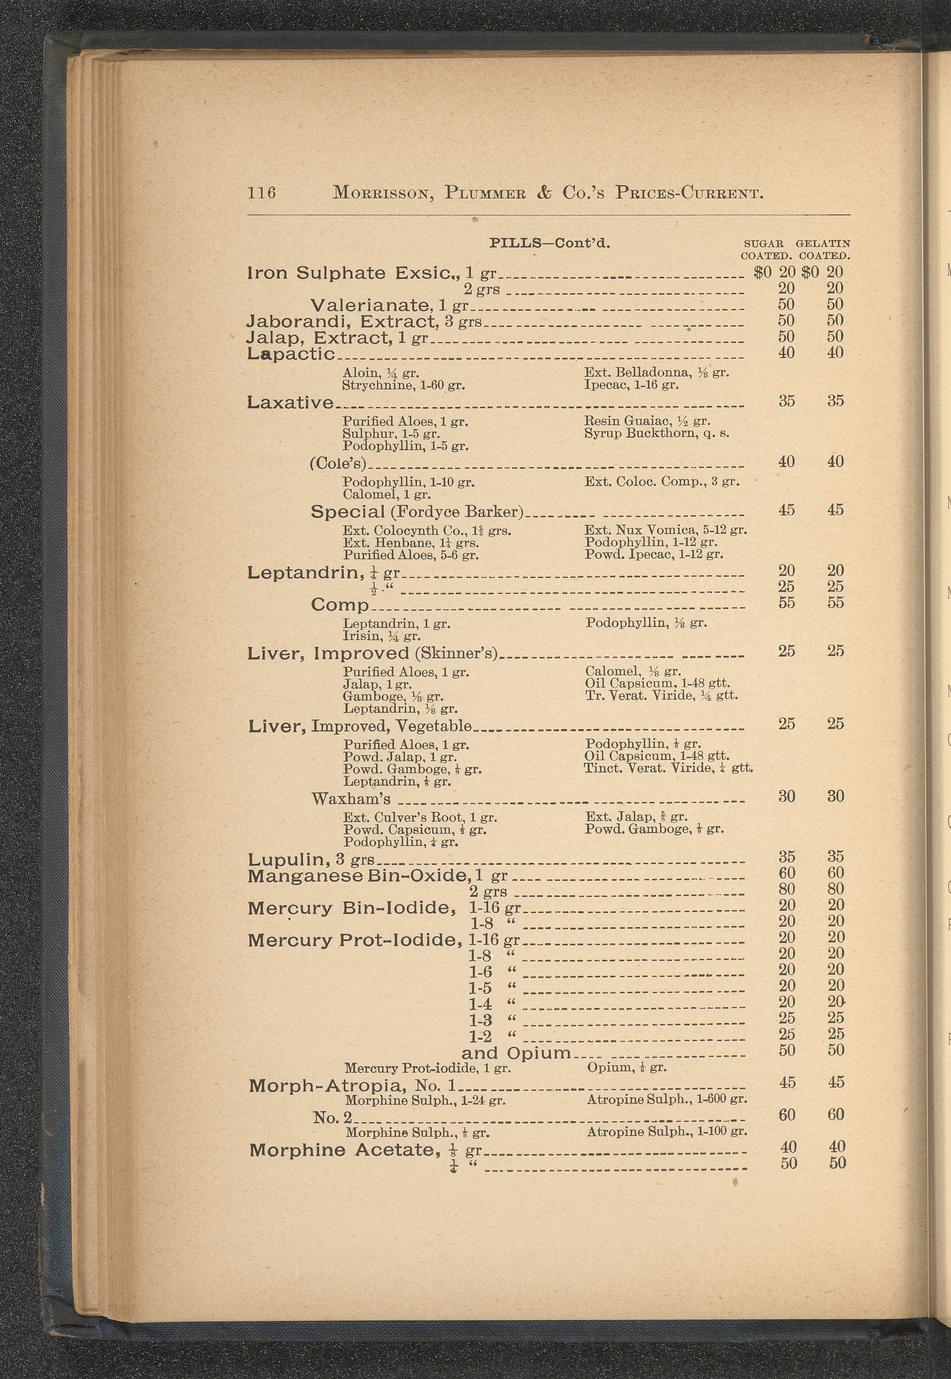 116 MORRISSON, PLUMMER & CO.'S PRICES-CURRENT.
PILLS—Cont'd.
SUGAR GELATIN
COATED. COATED.
Iron Sulphate Exsic., 1 gr. $0 20 $0 20
2 grs 20 20
Valerianate, 1 gr. 50 50
Jaborandi, Extract, 3 grs. 50 50
Jalap, Extract, 1 gr. 50 50
Lapactic 40 40
Aloin, ¼ gr. Ext. Belladonna, ⅛ gr.
Strychnine, 1-60 gr. Ipecac, 1-16 gr.
Laxative 35 35
Purified Aloes, 1 gr. Resin Guaiac, ½ gr.
Sulphur, 1-5 gr. Syrup Buckthorn, q. s.
Podophyllin, 1-5 gr.
(Cole's) 40 40
Podophyllin, 1-10 gr. Ext. Coloc. Comp., 3 gr.
Calomel, 1 gr.
Special (Fordyce Barker) 45 45
Ext. Colocynth Co., grs. Ext. Nux Vomica, 5-12 gr.
Ext. Henbane, 1¼ grs. Podophyllin, 1-12 gr.
Purified Aloes, 5-6 gr. Powd. Ipecac, 1-12 gr.
Leptandrin, ¼ gr. 20 20
½ “ 25 25
Comp 55 55
Leptandrin, 1 gr. Podophyllin, ⅛ gr.
Irisin, ¼ gr.
Liver, Improved (Skinner's) 25 25
Purified Aloes, 1 gr. Calomel, ⅛ gr.
Jalap, 1 gr. Oil Capsicum, 1-48 gtt.
Gamboge, ⅛ gr. Tr. Verat. Viride, ¼ gtt.
Leptandrin, ⅛ gr.
Liver, Improved, Vegetable 25 25
Purified Aloes, 1 gr. Podophyllin, ⅛ gr.
Powd. Jalap, 1 gr. Oil Capsicum, 1-48 gtt.
Powd. Gamboge, ⅛ gr. Tinct. Verat. Viride, ¼ gtt.
Leptandrin, ⅛ gr.
Waxham's 30 30
Ext. Culver's Root, 1 gr. Ext. Jalap, gr.
Powd. Capsicum, ⅛ gr. Powd. Gamboge, ⅛ gr.
Podophyllin, ¼ gr.
Lupulin, 3 grs 35 35
Manganese Bin-Oxide, 1 gr 60 60
2 grs 80 80
Mercury Bin-Iodide, 1-16 gr. 20 20
1-8 “ 20 20
Mercury Prot-Iodide, 1-16 gr. 20 20
1-8 “ 20 20
1-6 “ 20 20
1-5 “ 20 20
1-4 “ 20 20
1-3 “ 25 25
1-2 “ 25 25
and Opium 50 50
Mercury Prot-iodide, 1 gr. Opium, gr.
Morph-Atropia, No. 1 45 45
Morphine Sulph., 1-24 gr. Atropine Sulph., 1-600 gr.
No. 2 60 60
Morphine Sulph., gr. Atropine Sulph., 1-100 gr.
Morphine Acetate, ⅛ gr. 40 40
¼ “ 50 50